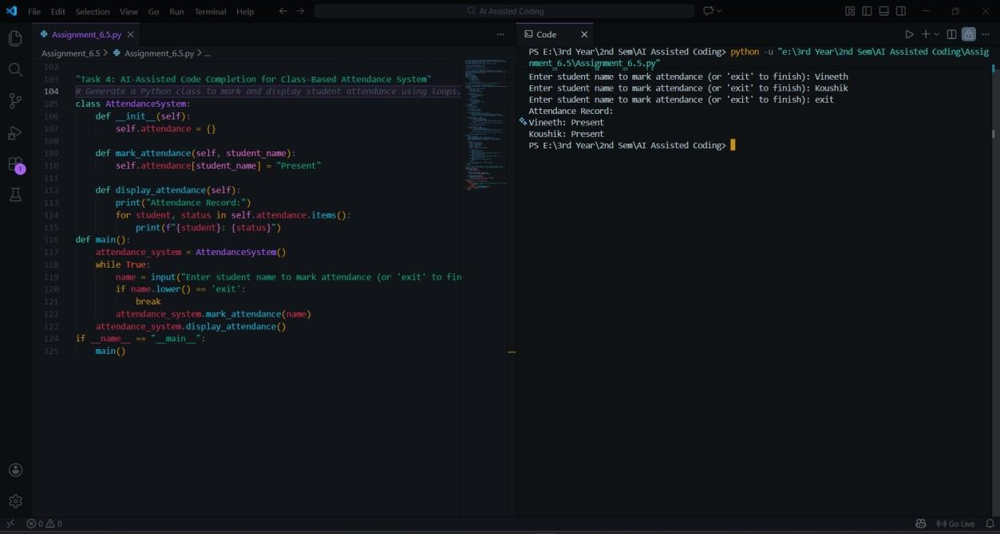 File Edit Selection View Go Run Terminal Help
AI Assisted Coding
Assignment_6.5.py
Code
Assignment_6.5 > Assignment_6.5.py > ...
102
103 "Task 4: AI-Assisted Code Completion for Class-Based Attendance System"
104 # Generate a Python class to mark and display student attendance using loops.
105 class AttendanceSystem:
106 def __init__(self):
107 self.attendance = {}
108
109 def mark_attendance(self, student_name):
110 self.attendance[student_name] = "Present"
111
112 def display_attendance(self):
113 print("Attendance Record:")
114 for student, status in self.attendance.items():
115 print(f"{student}: {status}")
116 def main():
117 attendance_system = AttendanceSystem()
118 while True:
119 name = input("Enter student name to mark attendance (or 'exit' to fin
120 if name.lower() == 'exit':
121 break
122 attendance_system.mark_attendance(name)
123 attendance_system.display_attendance()
124 if __name__ == "__main__":
125 main()
PS E:\3rd Year\2nd Sem\AI Assisted Coding> python -u "e:\3rd Year\2nd Sem\AI Assisted Coding\Assig
nment_6.5\Assignment_6.5.py"
Enter student name to mark attendance (or 'exit' to finish): Vineeth
Enter student name to mark attendance (or 'exit' to finish): Koushik
Enter student name to mark attendance (or 'exit' to finish): exit
Attendance Record:
Vineeth: Present
Koushik: Present
PS E:\3rd Year\2nd Sem\AI Assisted Coding>
1
0 0
Go Live